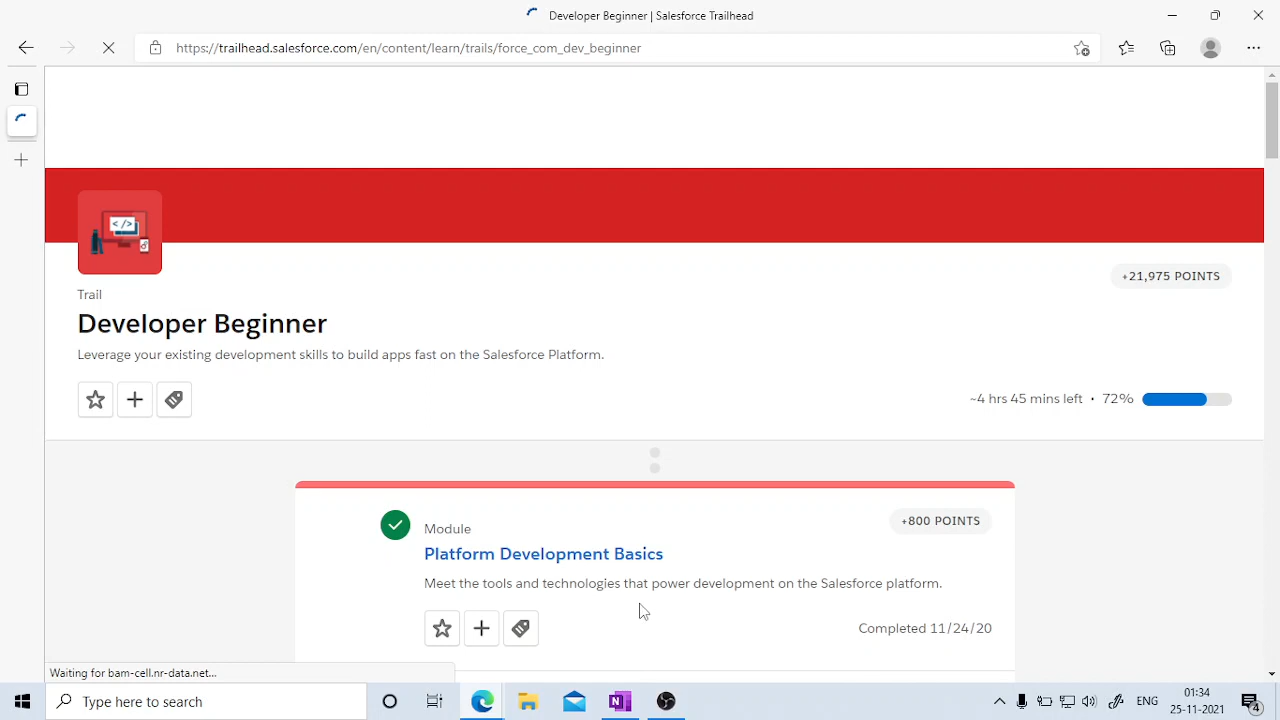 Developer Beginner | Salesforce Trailhead
https://trailhead.salesforce.com/en/content/learn/trails/force_com_dev_beginner
</>
+21,975 POINTS
Trail
Developer Beginner
Leverage your existing development skills to build apps fast on the Salesforce Platform.
~4 hrs 45 mins left • 72%
+800 POINTS
Module
Platform Development Basics
Meet the tools and technologies that power development on the Salesforce platform.
Completed 11/24/20
Waiting for bam-cell.nr-data.net...
Type here to search
ENG
01:34
25-11-2021
4